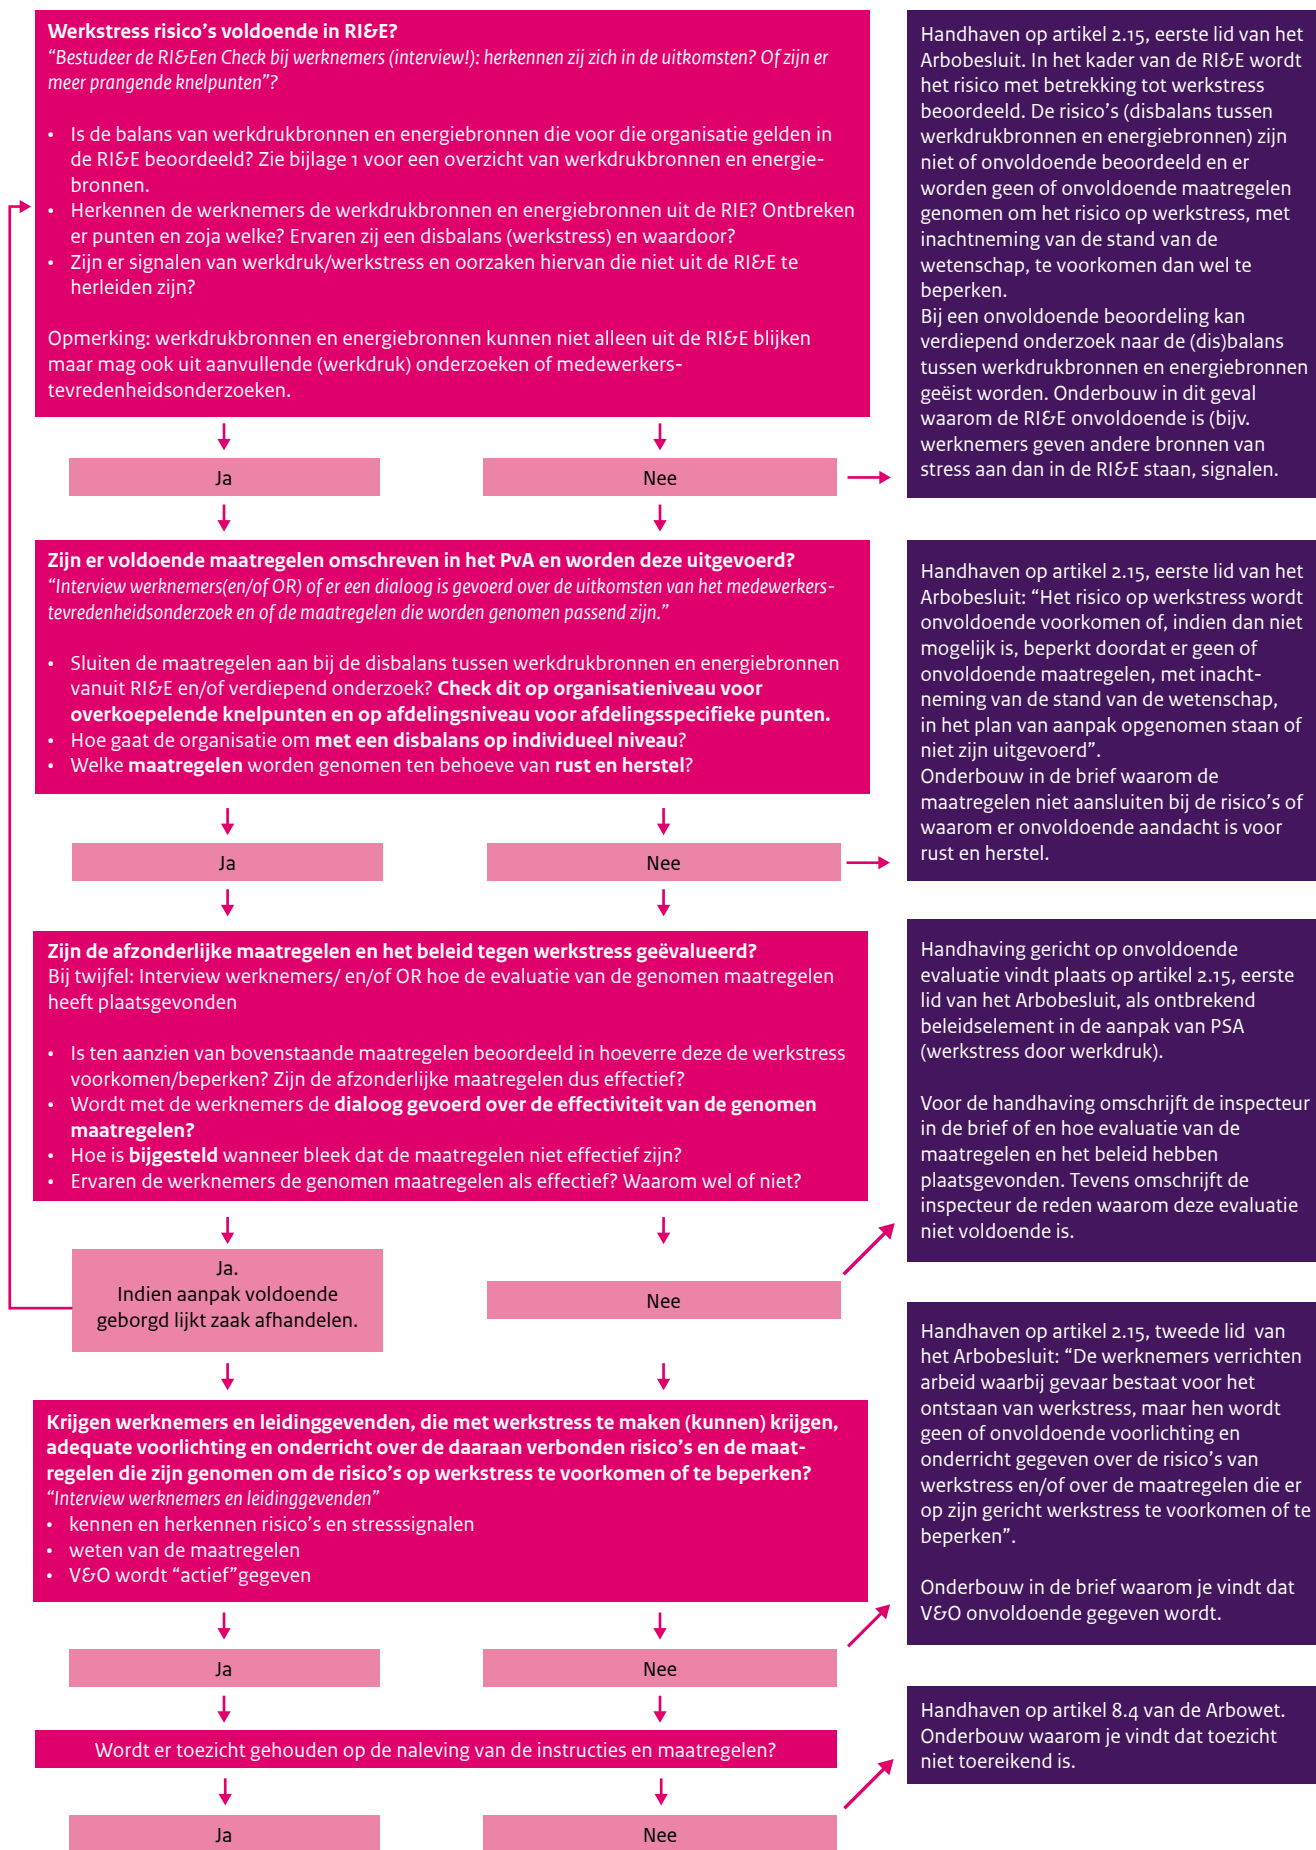 Werkstress risico's voldoende in RI&E?
“Bestudeer de RI&Een Check bij werknemers (interview!): herkennen zij zich in de uitkomsten? Of zijn er
meer prangende knelpunten”?
• Is de balans van werkdrukbronnen en energiebronnen die voor die organisatie gelden in
de RI&E beoordeeld? Zie bijlage 1 voor een overzicht van werkdrukbronnen en energie-
bronnen.
• Herkennen de werknemers de werkdrukbronnen en energiebronnen uit de RIE? Ontbreken
er punten en zoja welke? Ervaren zij een disbalans (werkstress) en waardoor?
• Zijn er signalen van werkdruk/werkstress en oorzaken hiervan die niet uit de RI&E te
herleiden zijn?
Opmerking: werkdrukbronnen en energiebronnen kunnen niet alleen uit de RI&E blijken
maar mag ook uit aanvullende (werkdruk) onderzoeken of medewerkers-
tevredenheidsonderzoeken.
Ja
Nee
Handhaven op artikel 2.15, eerste lid van het
Arbobesluit. In het kader van de RI&E wordt
het risico met betrekking tot werkstress
beoordeeld. De risico's (disbalans tussen
werkdrukbronnen en energiebronnen) zijn
niet of onvoldoende beoordeeld en er
worden geen of onvoldoende maatregelen
genomen om het risico op werkstress, met
inachtneming van de stand van de
wetenschap, te voorkomen dan wel te
beperken.
Bij een onvoldoende beoordeling kan
verdiepend onderzoek naar de (dis)balans
tussen werkdrukbronnen en energiebronnen
geëist worden. Onderbouw in dit geval
waarom de RI&E onvoldoende is (bijv.
werknemers geven andere bronnen van
stress aan dan in de RI&E staan, signalen.
Zijn er voldoende maatregelen omschreven in het PvA en worden deze uitgevoerd?
“Interview werknemers(en/of OR) of er een dialoog is gevoerd over de uitkomsten van het medewerkers-
tevredenheidsonderzoek en of de maatregelen die worden genomen passend zijn.”
• Sluiten de maatregelen aan bij de disbalans tussen werkdrukbronnen en energiebronnen
vanuit RI&E en/of verdiepend onderzoek? Check dit op organisatieniveau voor
overkoepelende knelpunten en op afdelingsniveau voor afdelingsspecifieke punten.
• Hoe gaat de organisatie om met een disbalans op individueel niveau?
• Welke maatregelen worden genomen ten behoeve van rust en herstel?
Ja
Nee
Handhaven op artikel 2.15, eerste lid van het
Arbobesluit: “Het risico op werkstress wordt
onvoldoende voorkomen of, indien dan niet
mogelijk is, beperkt doordat er geen of
onvoldoende maatregelen, met inacht-
neming van de stand van de wetenschap,
in het plan van aanpak opgenomen staan of
niet zijn uitgevoerd”.
Onderbouw in de brief waarom de
maatregelen niet aansluiten bij de risico's of
waarom er onvoldoende aandacht is voor
rust en herstel.
Zijn de afzonderlijke maatregelen en het beleid tegen werkstress geëvalueerd?
Bij twijfel: Interview werknemers/ en/of OR hoe de evaluatie van de genomen maatregelen
heeft plaatsgevonden
• Is ten aanzien van bovenstaande maatregelen beoordeeld in hoeverre deze de werkstress
voorkomen/beperken? Zijn de afzonderlijke maatregelen dus effectief?
• Wordt met de werknemers de dialoog gevoerd over de effectiviteit van de genomen
maatregelen?
• Hoe is bijgesteld wanneer bleek dat de maatregelen niet effectief zijn?
• Ervaren de werknemers de genomen maatregelen als effectief? Waarom wel of niet?
Ja.
Indien aanpak voldoende
geborgd lijkt zaak afhandelen.
Nee
Handhaving gericht op onvoldoende
evaluatie vindt plaats op artikel 2.15, eerste
lid van het Arbobesluit, als ontbrekend
beleidselement in de aanpak van PSA
(werkstress door werkdruk).
Voor de handhaving omschrijft de inspecteur
in de brief of en hoe evaluatie van de
maatregelen en het beleid hebben
plaatsgevonden. Tevens omschrijft de
inspecteur de reden waarom deze evaluatie
niet voldoende is.
Krijgen werknemers en leidinggevenden, die met werkstress te maken (kunnen) krijgen,
adequate voorlichting en onderricht over de daaraan verbonden risico's en de maat-
regelen die zijn genomen om de risico's op werkstress te voorkomen of te beperken?
“Interview werknemers en leidinggevenden”
• kennen en herkennen risico's en stresssignalen
• weten van de maatregelen
• V&O wordt “actief”gegeven
Ja
Nee
Handhaven op artikel 2.15, tweede lid van
het Arbobesluit: “De werknemers verrichten
arbeid waarbij gevaar bestaat voor het
ontstaan van werkstress, maar hen wordt
geen of onvoldoende voorlichting en
onderricht gegeven over de risico's van
werkstress en/of over de maatregelen die er
op zijn gericht werkstress te voorkomen of te
beperken”.
Onderbouw in de brief waarom je vindt dat
V&O onvoldoende gegeven wordt.
Wordt er toezicht gehouden op de naleving van de instructies en maatregelen?
Ja
Nee
Handhaven op artikel 8.4 van de Arbowet.
Onderbouw waarom je vindt dat toezicht
niet toereikend is.